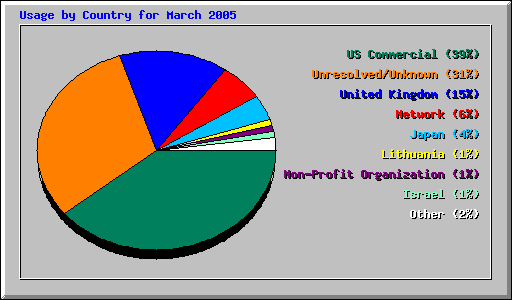 Usage by Country for March 2005
US Commercial (39%)
Unresolved/Unknown (31%)
United Kingdom (15%)
Network (6%)
Japan (4%)
Lithuania (1%)
Non-Profit Organization (1%)
Israel (1%)
Other (2%)